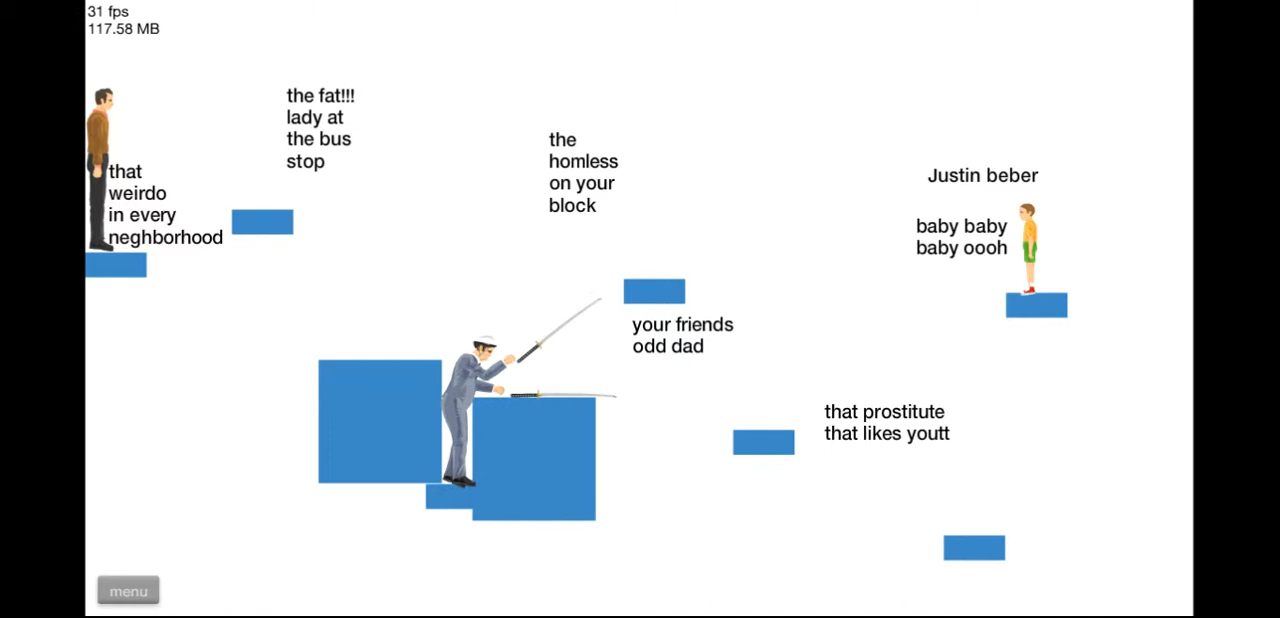 31 fps
117.58 MB
the fat!!!
lady at
the bus
stop
the
homless
on your
block
that
weirdo
in every
neghborhood
Justin beber
baby baby
baby oooh
your friends
odd dad
that prostitute
that likes youtt
menu